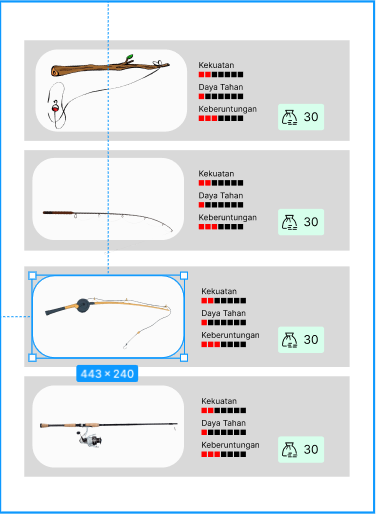 Kekuatan
Daya Tahan
Keberuntungan
30
Kekuatan
Daya Tahan
Keberuntungan
30
Kekuatan
Daya Tahan
Keberuntungan
30
443 × 240
Kekuatan
Daya Tahan
Keberuntungan
30